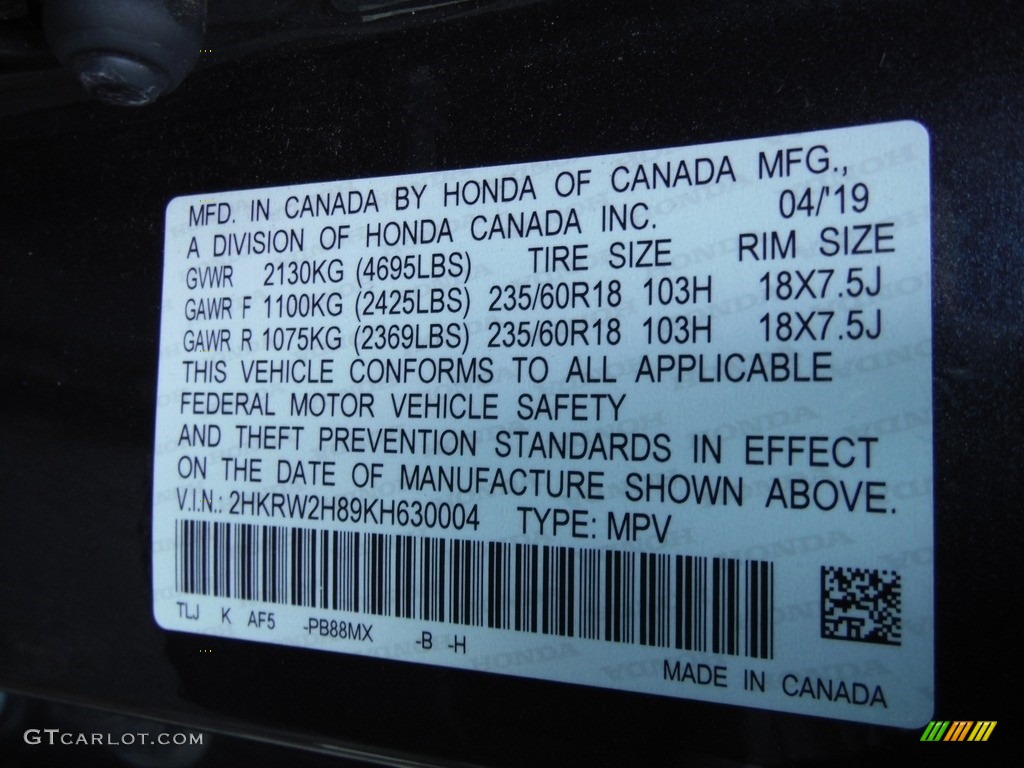 MFD. IN CANADA BY HONDA OF CANADA MFG.,
A DIVISION OF HONDA CANADA INC. 04/'19
GVWR 2130KG (4695LBS) TIRE SIZE RIM SIZE
GAWR F 1100KG (2425LBS) 235/60R18 103H 18X7.5J
GAWR R 1075KG (2369LBS) 235/60R18 103H 18X7.5J
THIS VEHICLE CONFORMS TO ALL APPLICABLE
FEDERAL MOTOR VEHICLE SAFETY
AND THEFT PREVENTION STANDARDS IN EFFECT
ON THE DATE OF MANUFACTURE SHOWN ABOVE.
V.I.N.: 2HKRW2H89KH630004 TYPE: MPV
TLJ K AF5 -PB88MX -B -H
MADE IN CANADA
GTCARLOT.COM